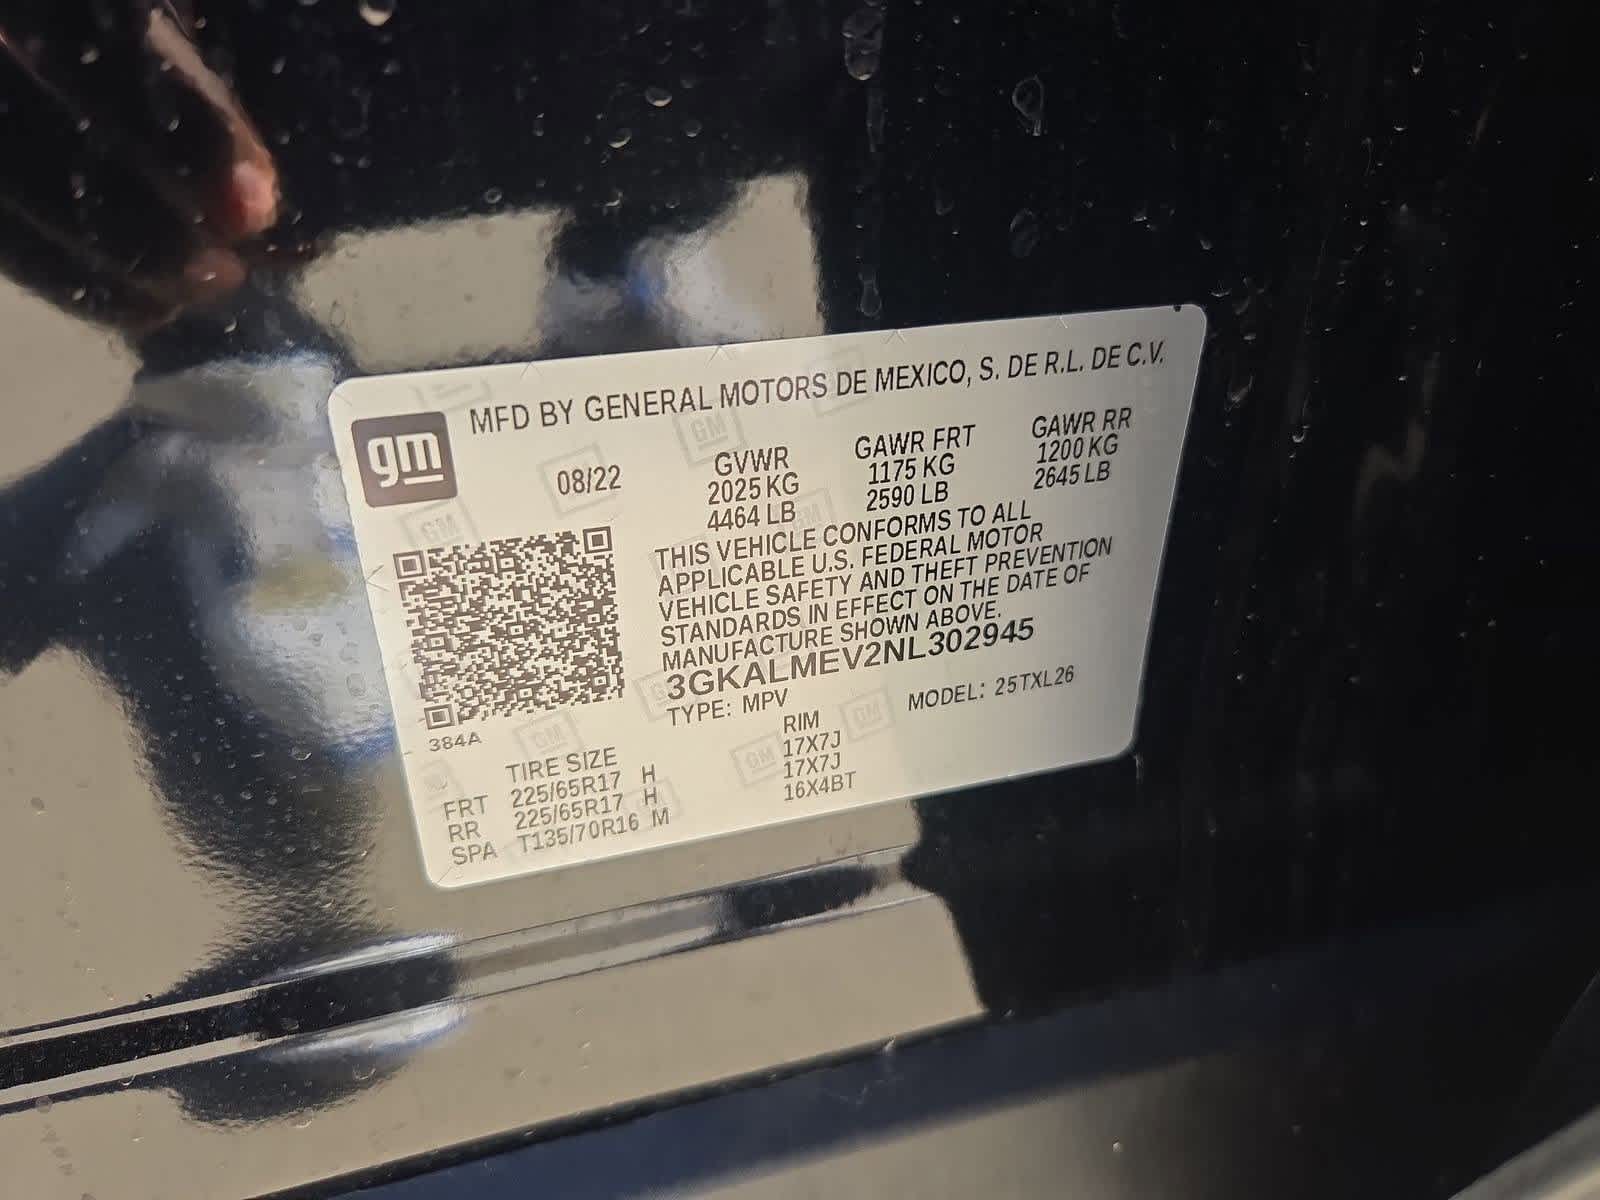 MFD BY GENERAL MOTORS DE MEXICO, S. DE R.L. DE C.V.
gm
08/22
GVWR
2025 KG
4464 LB
GAWR FRT
1175 KG
2590 LB
GAWR RR
1200 KG
2645 LB
THIS VEHICLE CONFORMS TO ALL
APPLICABLE U.S. FEDERAL MOTOR
VEHICLE SAFETY AND THEFT PREVENTION
STANDARDS IN EFFECT ON THE DATE OF
MANUFACTURE SHOWN ABOVE.
3GKALMEV2NL302945
TYPE: MPV
MODEL: 25TXL26
384A
TIRE SIZE RIM
FRT 225/65R17 H 17X7J
RR 225/65R17 H 17X7J
SPA T135/70R16 M 16X4BT